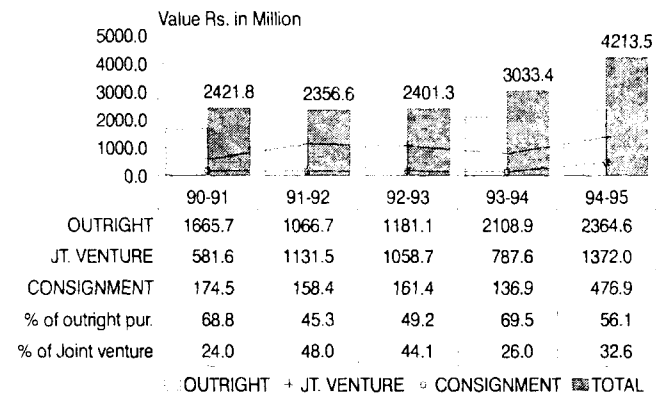 Value Rs. in Million
5000.0
4213.5
4000.0
3000.0 2421.8 2356.6 2401.3 3033.4
2000.0
1000.0
0.0
90-91 91-92 92-93 93-94 94-95
OUTRIGHT 1665.7 1066.7 1181.1 2108.9 2364.6
JT. VENTURE 581.6 1131.5 1058.7 787.6 1372.0
CONSIGNMENT 174.5 158.4 161.4 136.9 476.9
% of outright pur. 68.8 45.3 49.2 69.5 56.1
% of Joint venture 24.0 48.0 44.1 26.0 32.6
OUTRIGHT + JT. VENTURE ○ CONSIGNMENT TOTAL